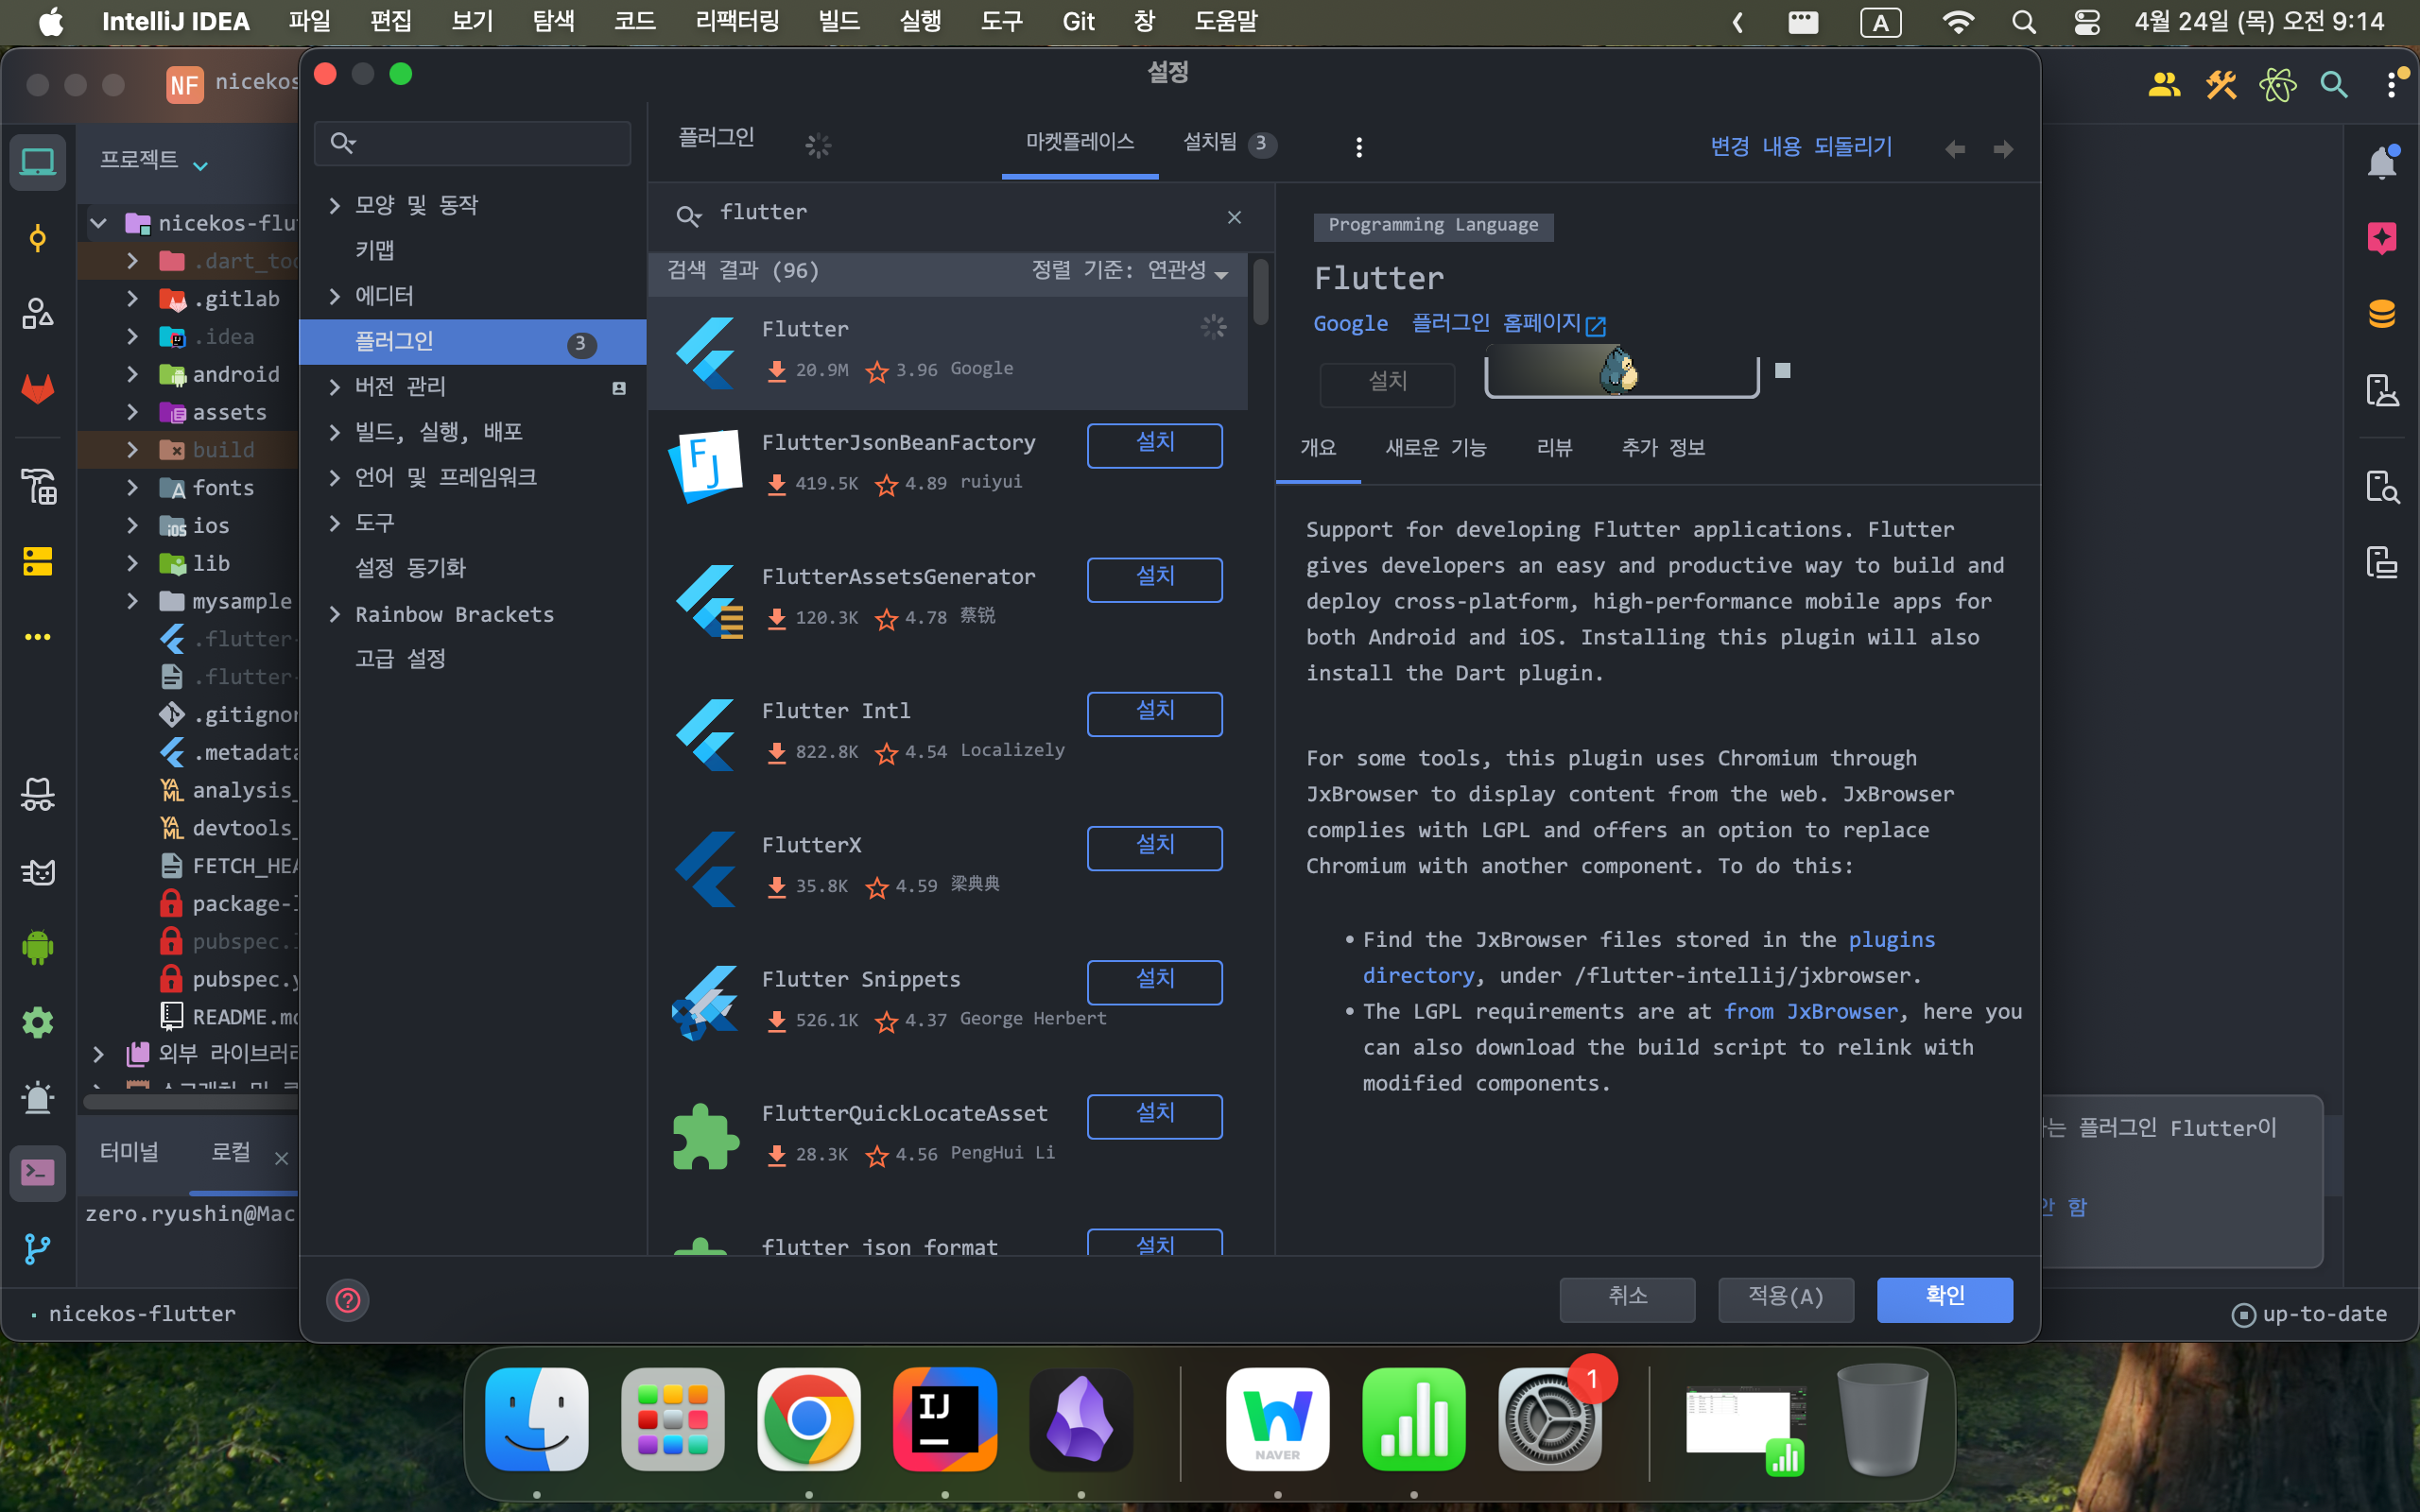 IntelliJ IDEA 파일 편집 보기 탐색 코드 리팩터링 빌드 실행 도구 Git 창 도움말
A 4월 24일 (목) 오전 9:14
NF nicekos
설정
프로젝트
nicekos-flu
.dart_too
.gitlab
.idea
android
assets
build
fonts
ios
lib
mysample
.flutter-
.flutter-
.gitignor
.metadata
analysis_
devtools_
FETCH_HEA
package-l
pubspec.
pubspec.y
README.md
외부 라이브러리
터미널 로컬
zero.ryushin@Mac
nicekos-flutter
모양 및 동작
키맵
에디터
플러그인 3
버전 관리
빌드, 실행, 배포
언어 및 프레임워크
도구
설정 동기화
Rainbow Brackets
고급 설정
플러그인 마켓플레이스 설치됨 3 변경 내용 되돌리기
flutter
검색 결과 (96) 정렬 기준: 연관성
Flutter
20.9M 3.96 Google
FlutterJsonBeanFactory 설치
419.5K 4.89 ruiyui
FlutterAssetsGenerator 설치
120.3K 4.78 蔡锐
Flutter Intl 설치
822.8K 4.54 Localizely
FlutterX 설치
35.8K 4.59 梁典典
Flutter Snippets 설치
526.1K 4.37 George Herbert
FlutterQuickLocateAsset 설치
28.3K 4.56 PengHui Li
flutter json format 설치
Programming Language
Flutter
Google 플러그인 홈페이지
설치
개요 새로운 기능 리뷰 추가 정보
Support for developing Flutter applications. Flutter
gives developers an easy and productive way to build and
deploy cross-platform, high-performance mobile apps for
both Android and iOS. Installing this plugin will also
install the Dart plugin.
For some tools, this plugin uses Chromium through
JxBrowser to display content from the web. JxBrowser
complies with LGPL and offers an option to replace
Chromium with another component. To do this:
• Find the JxBrowser files stored in the plugins
directory, under /flutter-intellij/jxbrowser.
• The LGPL requirements are at from JxBrowser, here you
can also download the build script to relink with
modified components.
취소 적용(A) 확인
는 플러그인 Flutter이
안 함
up-to-date
NAVER
1